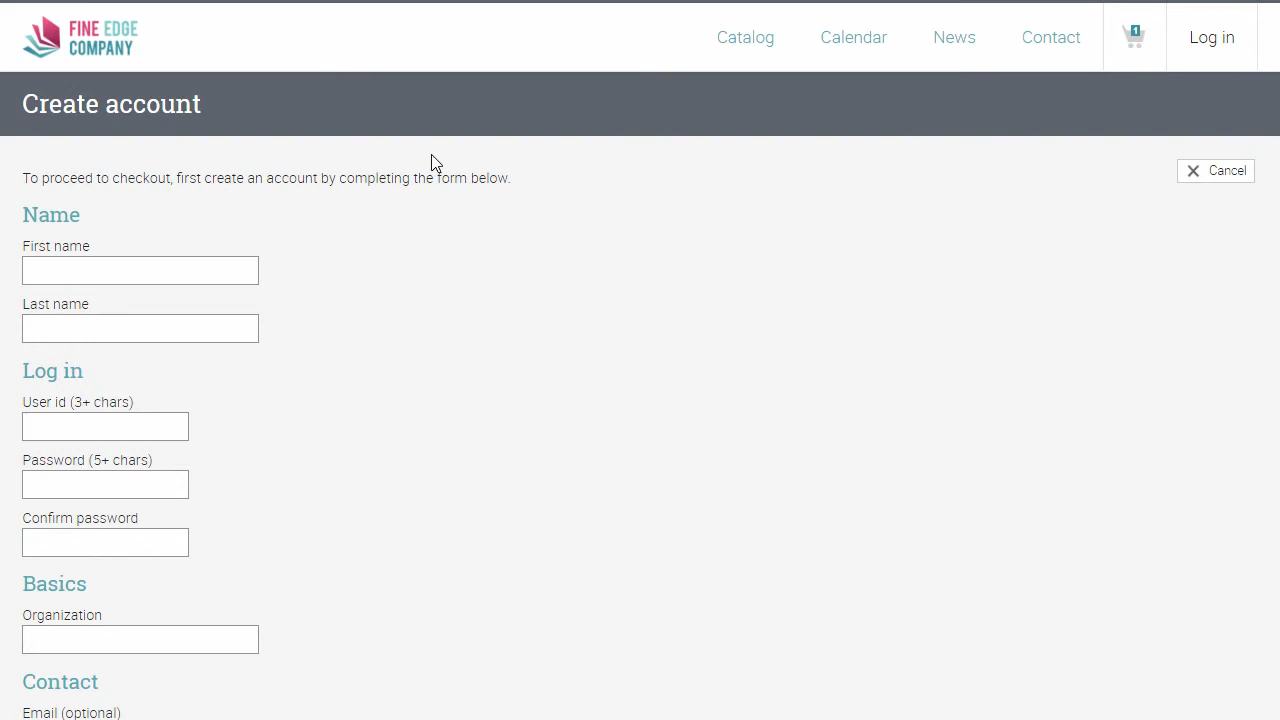 FINE EDGE
COMPANY
Catalog
Calendar
News
Contact
1
Log in
Create account
To proceed to checkout, first create an account by completing the form below.
Cancel
Name
First name
Last name
Log in
User id (3+ chars)
Password (5+ chars)
Confirm password
Basics
Organization
Contact
Email (optional)